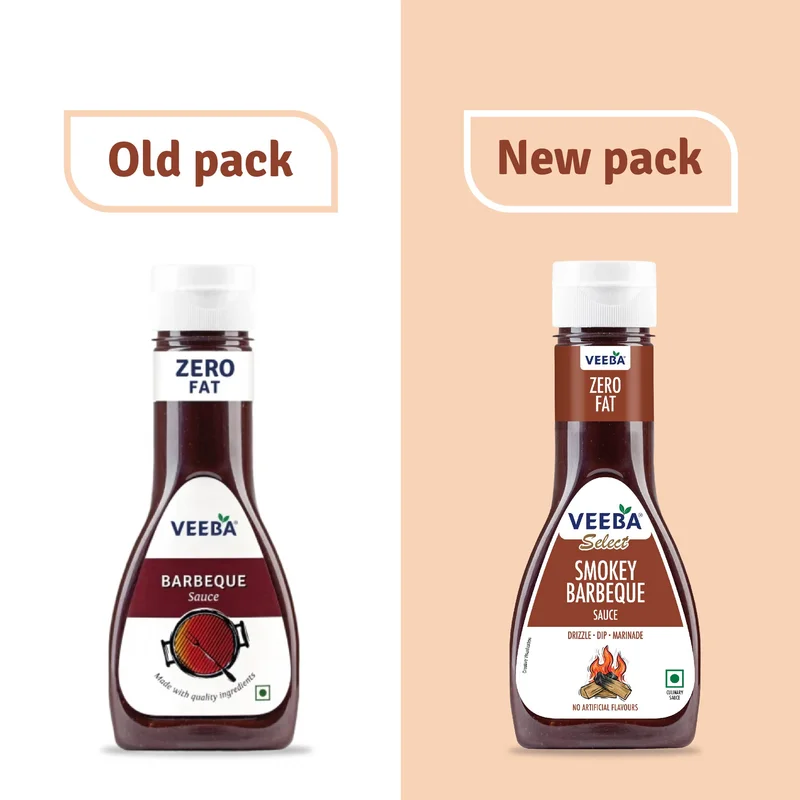 Old pack
ZERO
FAT
VEEBA®
BARBEQUE
Sauce
Made with quality ingredients
New pack
VEEBA®
ZERO
FAT
VEEBA®
Select
SMOKEY
BARBEQUE
SAUCE
DRIZZLE • DIP • MARINADE
NO ARTIFICIAL FLAVOURS
CULINARY
SAUCE